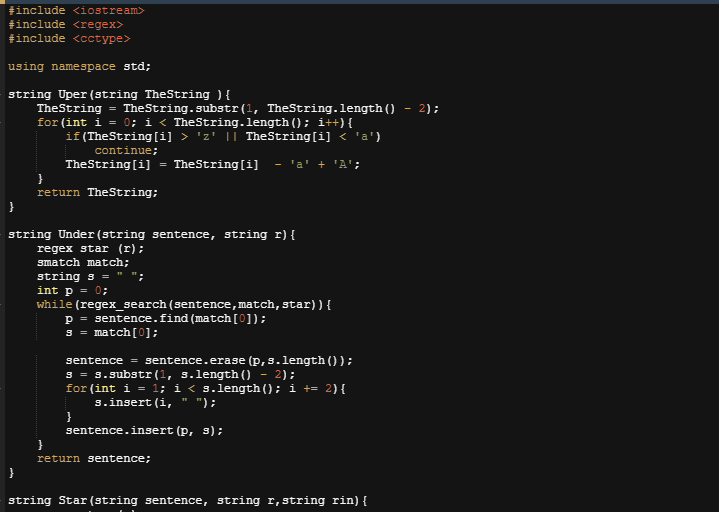 #include <iostream>
#include <regex>
#include <cctype>
using namespace std;
string Uper(string TheString ){
TheString = TheString.substr(1, TheString.length() - 2);
for(int i = 0; i < TheString.length(); i++){
if(TheString[i] > 'z' || TheString[i] < 'a')
continue;
TheString[i] = TheString[i]  - 'a' + 'A';
}
return TheString;
}
string Under(string sentence, string r){
regex star (r);
smatch match;
string s = " ";
int p = 0;
while(regex_search(sentence,match,star)){
p = sentence.find(match[0]);
s = match[0];
sentence = sentence.erase(p,s.length());
s = s.substr(1, s.length() - 2);
for(int i = 1; i < s.length(); i += 2){
s.insert(i, " ");
}
sentence.insert(p, s);
}
return sentence;
}
string Star(string sentence, string r,string rin){